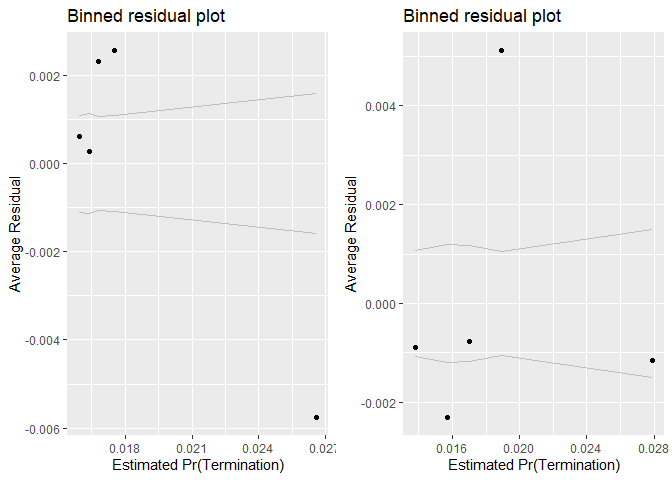 Binned residual plot
Average Residual
0.002
0.000
-0.002
-0.004
-0.006
0.018
0.021
0.024
0.027
Estimated Pr(Termination)
Binned residual plot
Average Residual
0.004
0.002
0.000
-0.002
0.016
0.020
0.024
0.028
Estimated Pr(Termination)